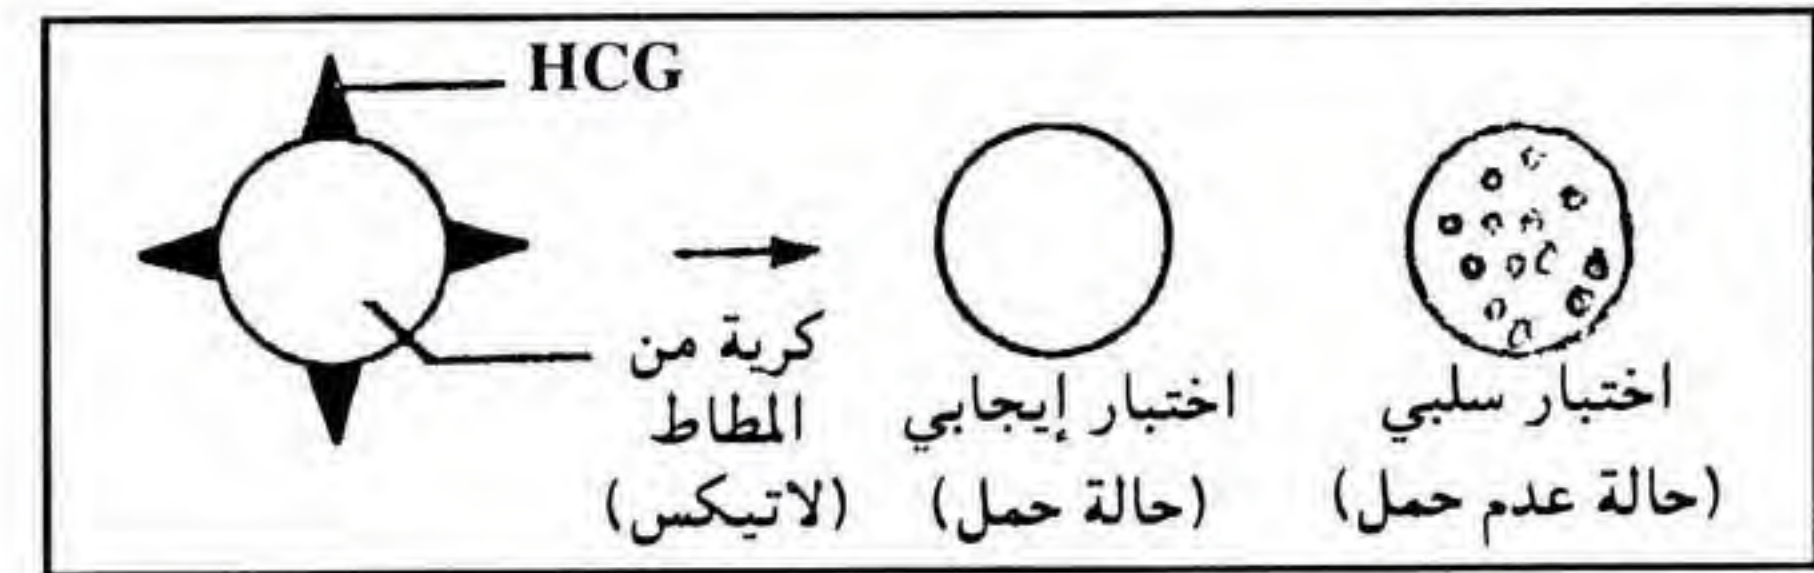 HCG
كرية من
المطاط
(لاتيكس)
اختبار إيجابي
(حالة حمل)
اختبار سلبي
(حالة عدم حمل)